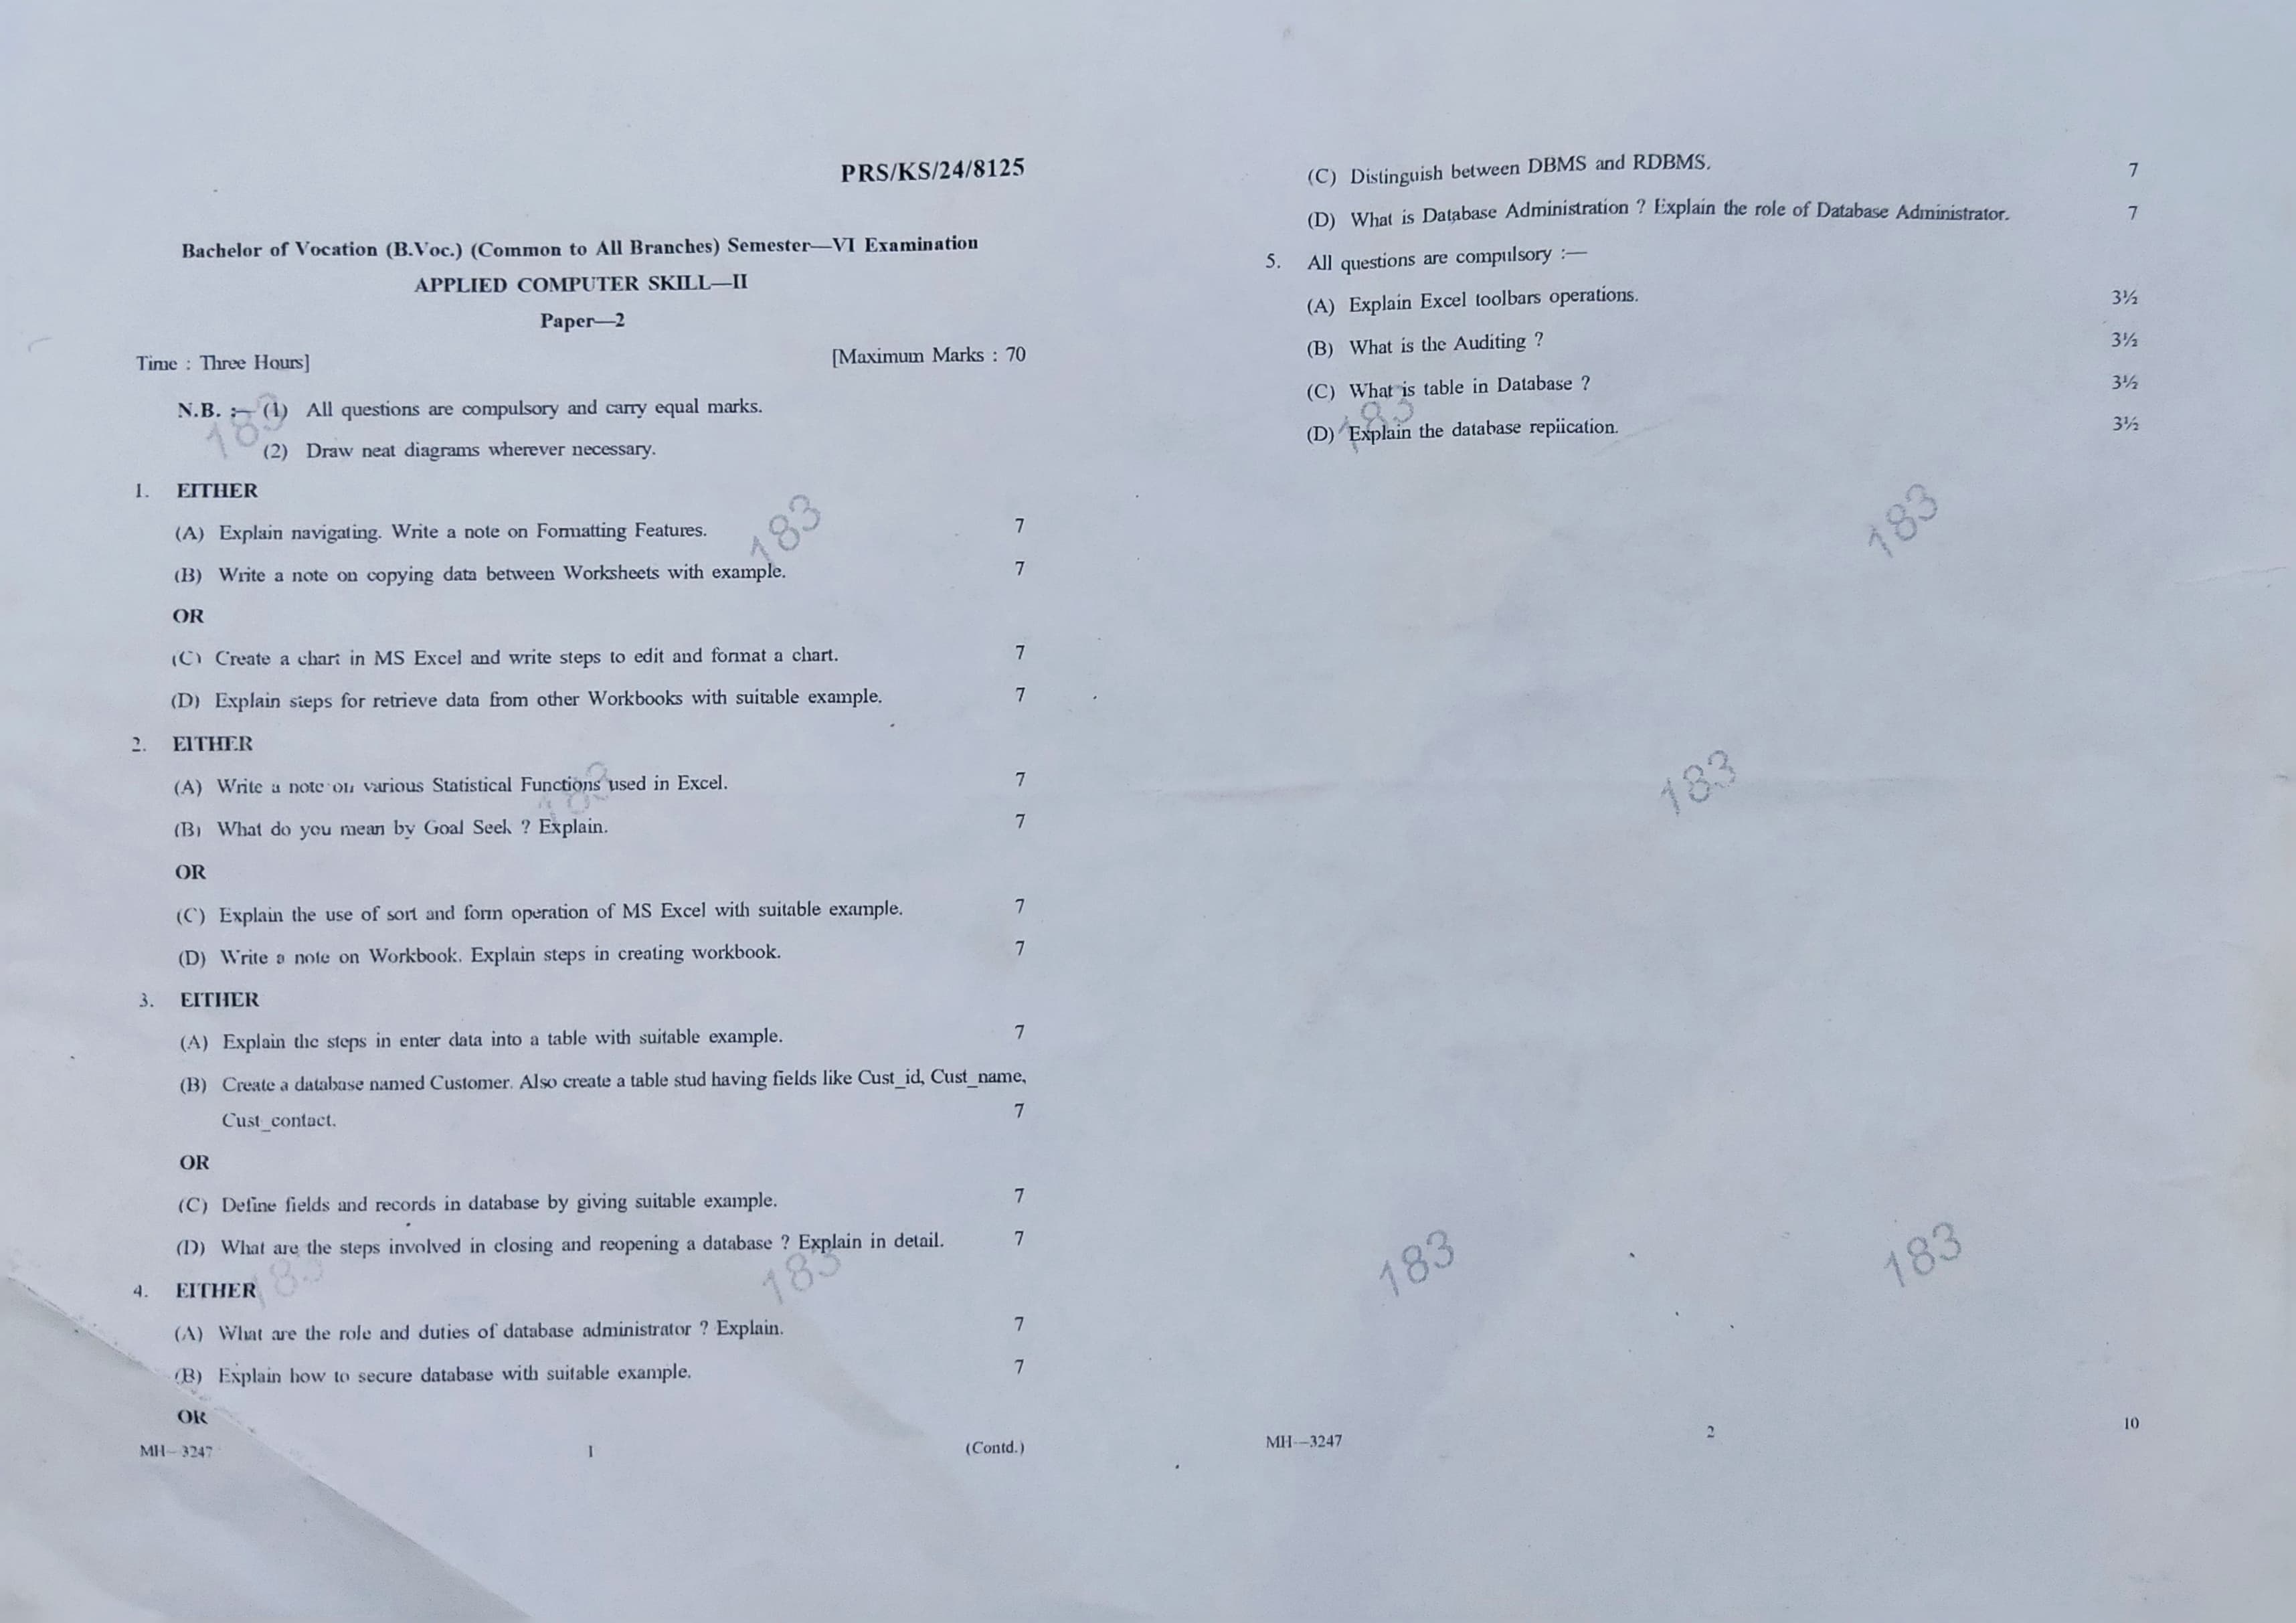 PRS/KS/24/8125
Bachelor of Vocation (B.Voc.) (Common to All Branches) Semester—VI Examination
APPLIED COMPUTER SKILL—II
Paper—2
Time : Three Hours] [Maximum Marks : 70
N.B. :— (1) All questions are compulsory and carry equal marks.
(2) Draw neat diagrams wherever necessary.
1. EITHER
(A) Explain navigating. Write a note on Formatting Features. 7
(B) Write a note on copying data between Worksheets with example. 7
OR
(C) Create a chart in MS Excel and write steps to edit and format a chart. 7
(D) Explain steps for retrieve data from other Workbooks with suitable example. 7
2. EITHER
(A) Write a note on various Statistical Functions used in Excel. 7
(B) What do you mean by Goal Seek ? Explain. 7
OR
(C) Explain the use of sort and form operation of MS Excel with suitable example. 7
(D) Write a note on Workbook. Explain steps in creating workbook. 7
3. EITHER
(A) Explain the steps in enter data into a table with suitable example. 7
(B) Create a database named Customer. Also create a table stud having fields like Cust_id, Cust_name,
Cust_contact. 7
OR
(C) Define fields and records in database by giving suitable example. 7
(D) What are the steps involved in closing and reopening a database ? Explain in detail. 7
4. EITHER
(A) What are the role and duties of database administrator ? Explain. 7
(B) Explain how to secure database with suitable example. 7
OR
MH—3247 1 (Contd.)
(C) Distinguish between DBMS and RDBMS. 7
(D) What is Database Administration ? Explain the role of Database Administrator. 7
5. All questions are compulsory :—
(A) Explain Excel toolbars operations. 3½
(B) What is the Auditing ? 3½
(C) What is table in Database ? 3½
(D) Explain the database repiication. 3½
MH—3247 2 10
183
183
183
183
183
183
183
183
183
183